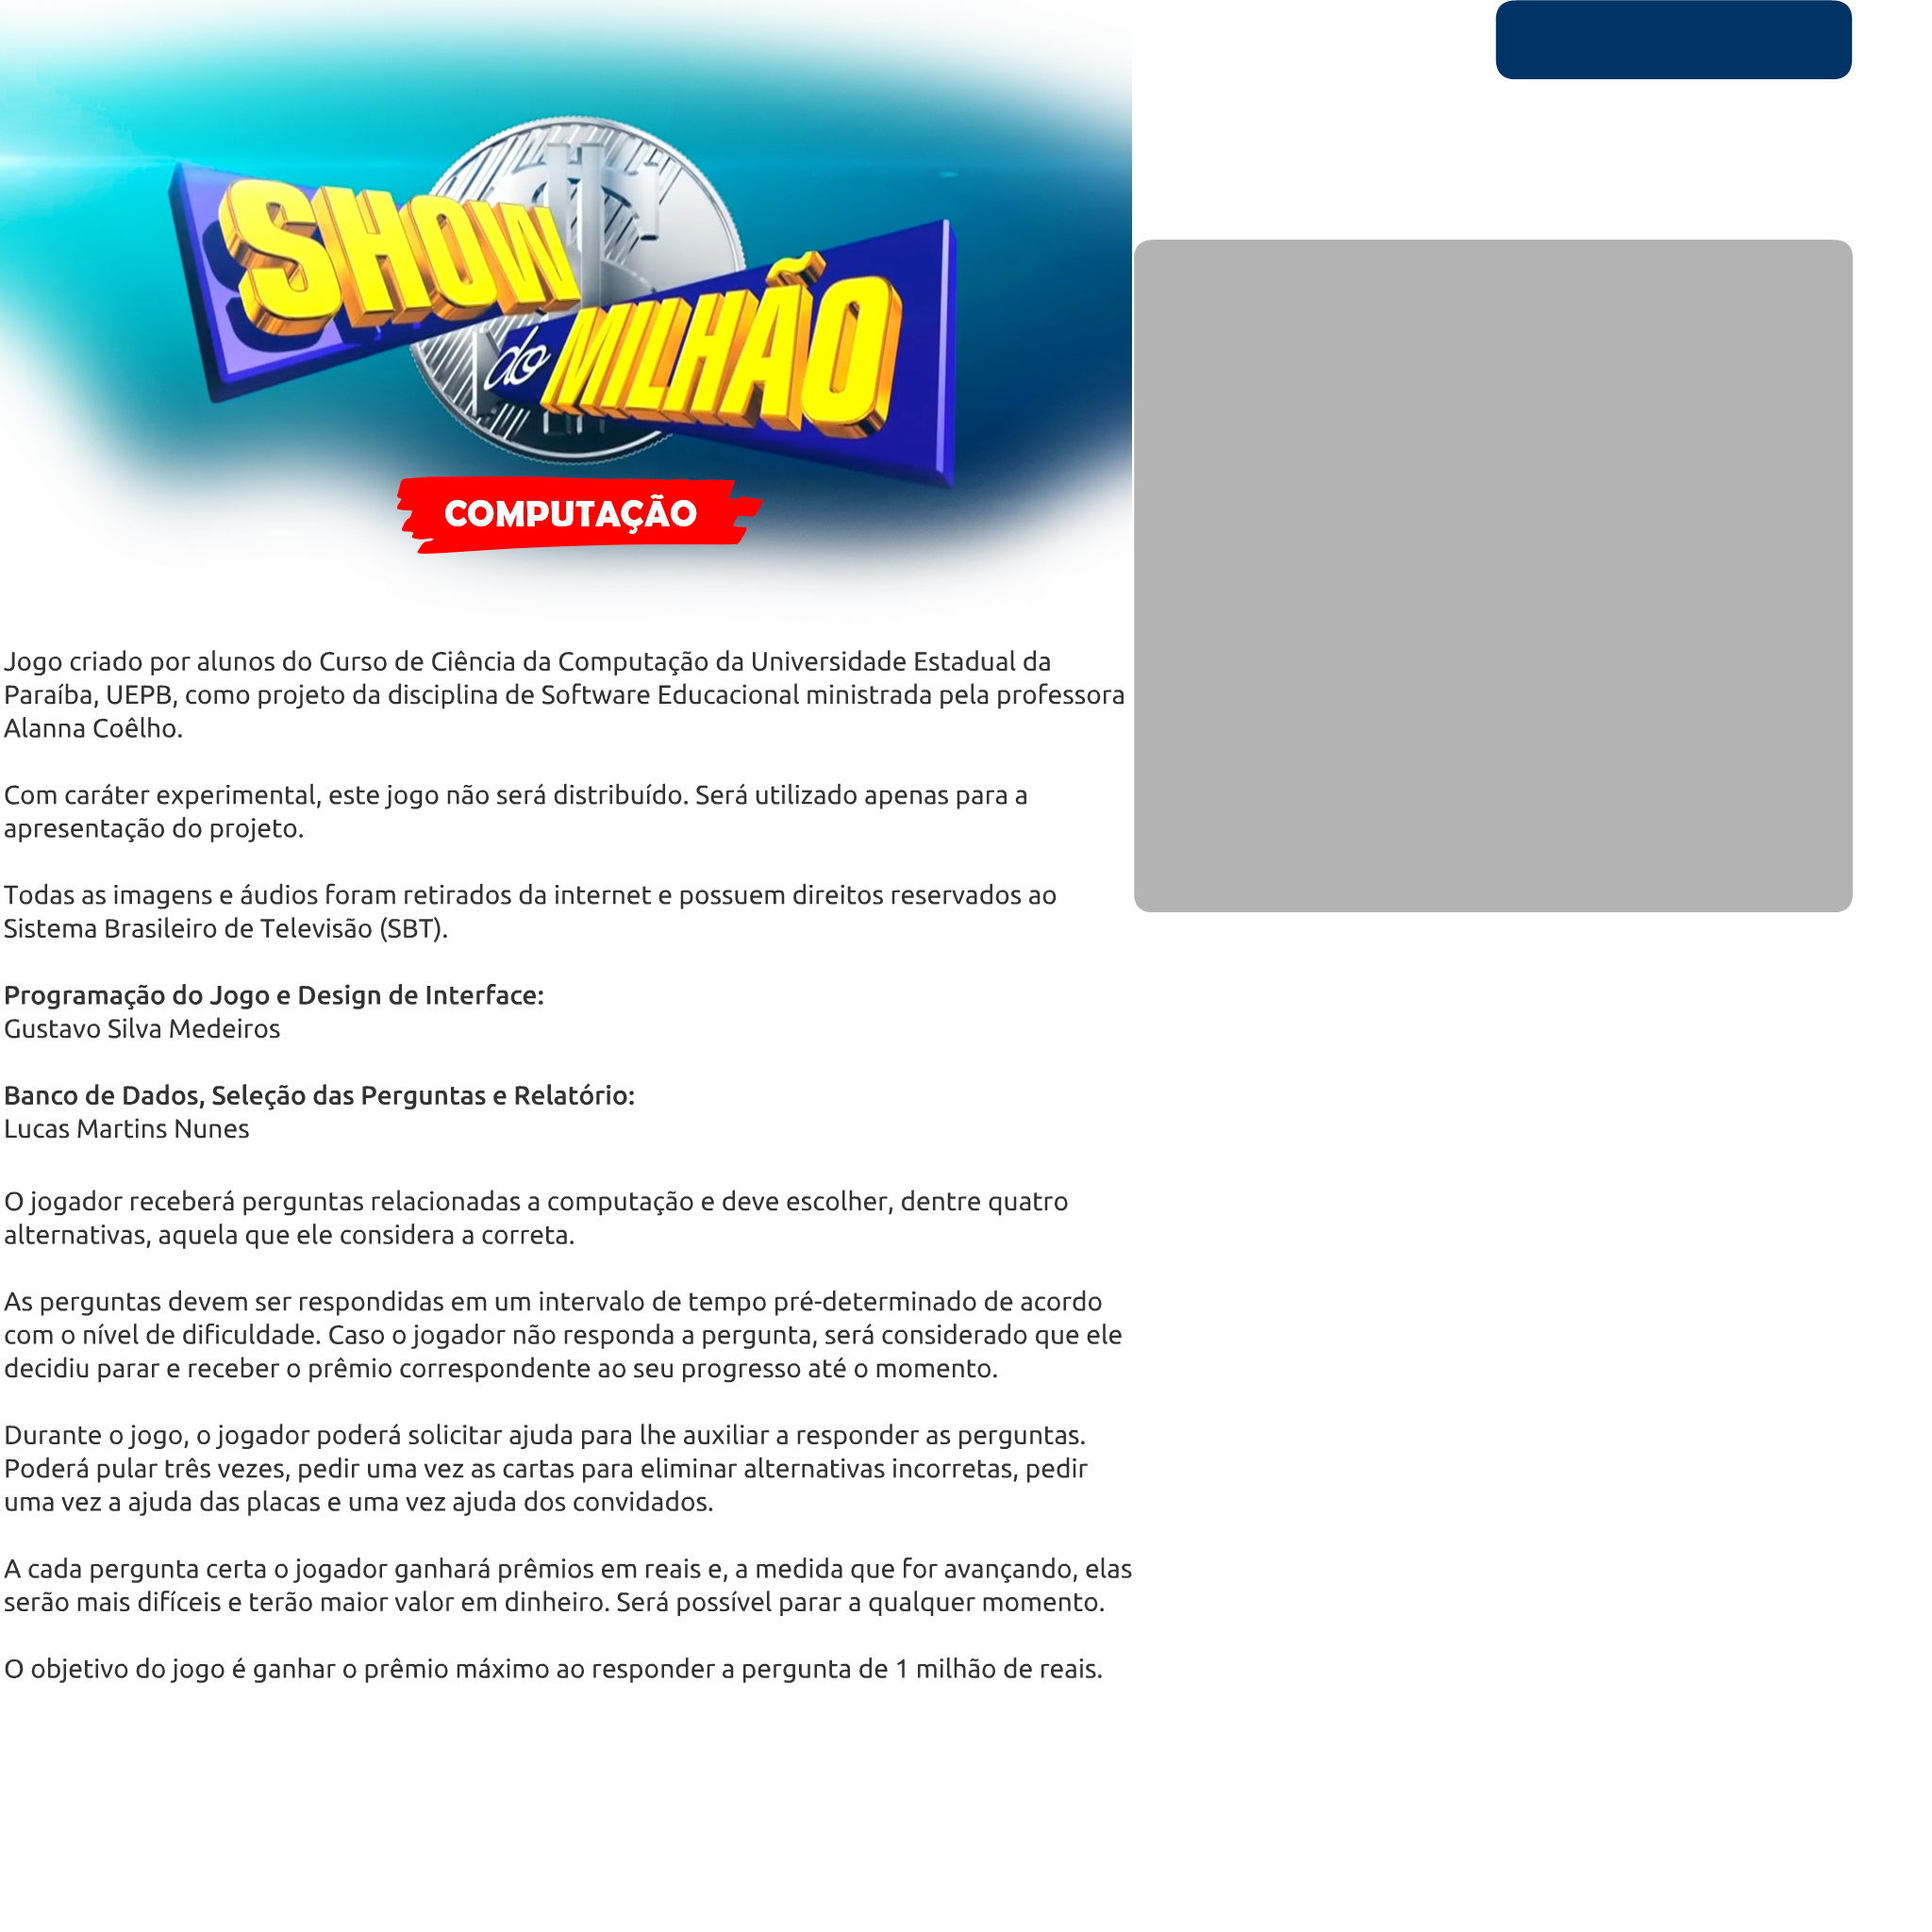 SHOW
do MILHÃO
COMPUTAÇÃO
Jogo criado por alunos do Curso de Ciência da Computação da Universidade Estadual da
Paraíba, UEPB, como projeto da disciplina de Software Educacional ministrada pela professora
Alanna Coêlho.
Com caráter experimental, este jogo não será distribuído. Será utilizado apenas para a
apresentação do projeto.
Todas as imagens e áudios foram retirados da internet e possuem direitos reservados ao
Sistema Brasileiro de Televisão (SBT).
Programação do Jogo e Design de Interface:
Gustavo Silva Medeiros
Banco de Dados, Seleção das Perguntas e Relatório:
Lucas Martins Nunes
O jogador receberá perguntas relacionadas a computação e deve escolher, dentre quatro
alternativas, aquela que ele considera a correta.
As perguntas devem ser respondidas em um intervalo de tempo pré-determinado de acordo
com o nível de dificuldade. Caso o jogador não responda a pergunta, será considerado que ele
decidiu parar e receber o prêmio correspondente ao seu progresso até o momento.
Durante o jogo, o jogador poderá solicitar ajuda para lhe auxiliar a responder as perguntas.
Poderá pular três vezes, pedir uma vez as cartas para eliminar alternativas incorretas, pedir
uma vez a ajuda das placas e uma vez ajuda dos convidados.
A cada pergunta certa o jogador ganhará prêmios em reais e, a medida que for avançando, elas
serão mais difíceis e terão maior valor em dinheiro. Será possível parar a qualquer momento.
O objetivo do jogo é ganhar o prêmio máximo ao responder a pergunta de 1 milhão de reais.